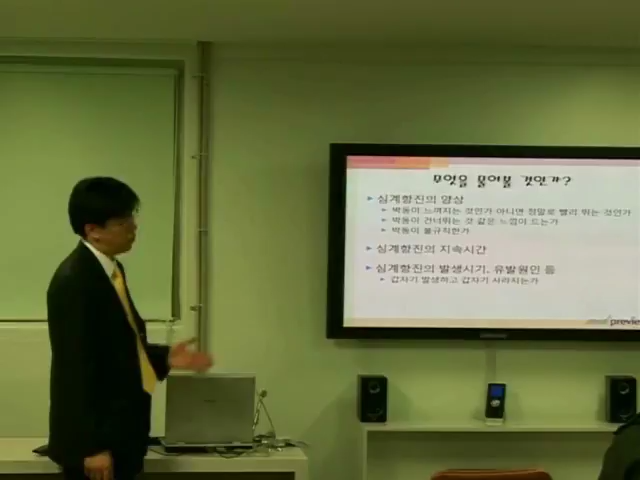 무엇을 물어볼 것인가?
심계항진의 양상
박동이 느껴지는 것인가 아니면 정말로 빨리 뛰는 것인가
박동이 건너뛰는 것 같은 느낌이 드는가
박동이 불규칙한가
심계항진의 지속시간
심계항진의 발생시기, 유발원인 등
갑자기 발생하고 갑자기 사라지는가